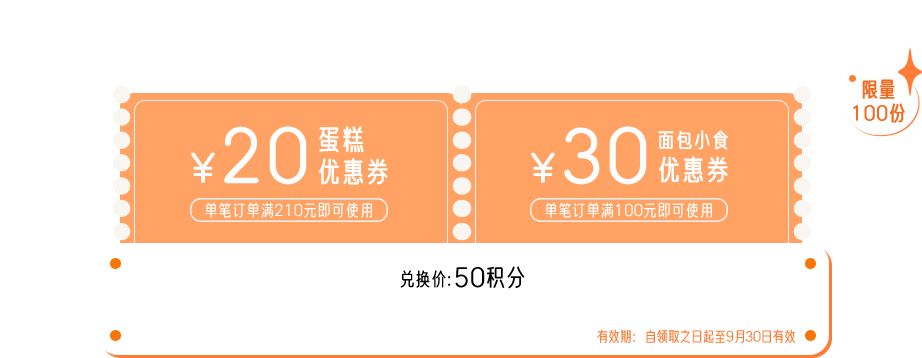 限量
100份
¥20
蛋糕
优惠券
单笔订单满210元即可使用
¥30
面包小食
优惠券
单笔订单满100元即可使用
兑换价:50积分
有效期：自领取之日起至9月30日有效